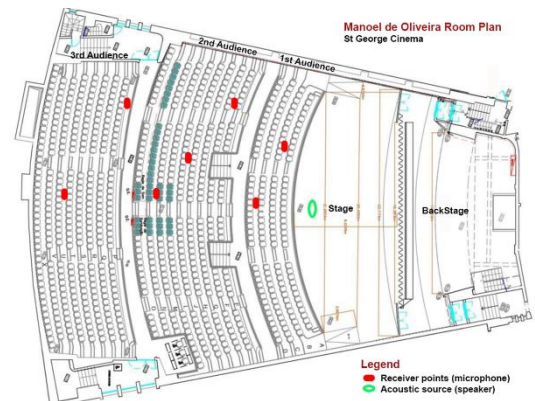 Manoel de Oliveira Room Plan
St George Cinema
3rd Audience
2nd Audience
1st Audience
Stage
BackStage
Legend
Receiver points (microphone)
Acoustic source (speaker)